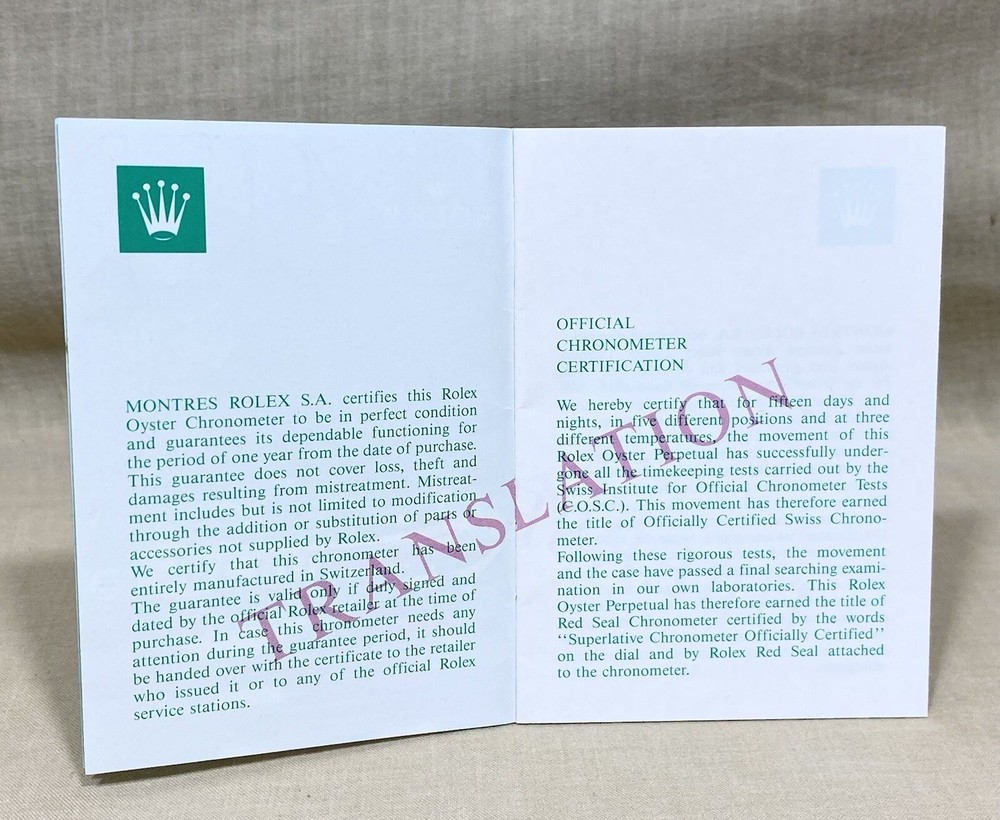 MONTRES ROLEX S.A. certifies this Rolex
Oyster Chronometer to be in perfect condition
and guarantees its dependable functioning for
the period of one year from the date of purchase.
This guarantee does not cover loss, theft and
damages resulting from mistreatment. Mistreat-
ment includes but is not limited to modification
through the addition or substitution of parts or
accessories not supplied by Rolex.
We certify that this chronometer has been
entirely manufactured in Switzerland.
The guarantee is valid only if duly signed and
dated by the official Rolex retailer at the time of
purchase. In case this chronometer needs any
attention during the guarantee period, it should
be handed over with the certificate to the retailer
who issued it or to any of the official Rolex
service stations.
OFFICIAL
CHRONOMETER
CERTIFICATION
We hereby certify that for fifteen days and
nights, in five different positions and at three
different temperatures, the movement of this
Rolex Oyster Perpetual has successfully under-
gone all the timekeeping tests carried out by the
Swiss Institute for Official Chronometer Tests
(C.O.S.C.). This movement has therefore earned
the title of Officially Certified Swiss Chrono-
meter.
Following these rigorous tests, the movement
and the case have passed a final searching exami-
nation in our own laboratories. This Rolex
Oyster Perpetual has therefore earned the title of
Red Seal Chronometer certified by the words
‘‘Superlative Chronometer Officially Certified’’
on the dial and by Rolex Red Seal attached
to the chronometer.
TRANSLATION